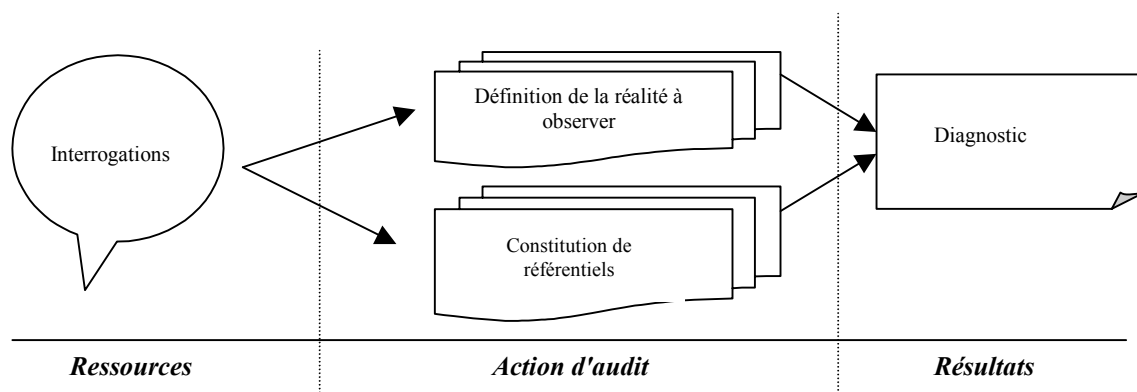 Interrogations
Définition de la réalité à
observer
Constitution de
référentiels
Diagnostic
Ressources
Action d'audit
Résultats